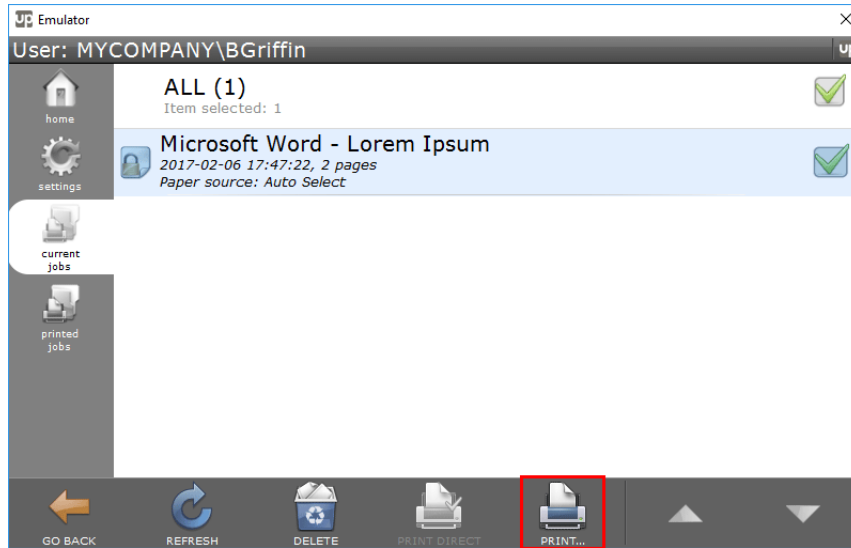 up Emulator
User: MYCOMPANY\BGriffin
up
home
settings
current
jobs
printed
jobs
ALL (1)
Item selected: 1
Microsoft Word - Lorem Ipsum
2017-02-06 17:47:22, 2 pages
Paper source: Auto Select
GO BACK
REFRESH
DELETE
PRINT DIRECT
PRINT...